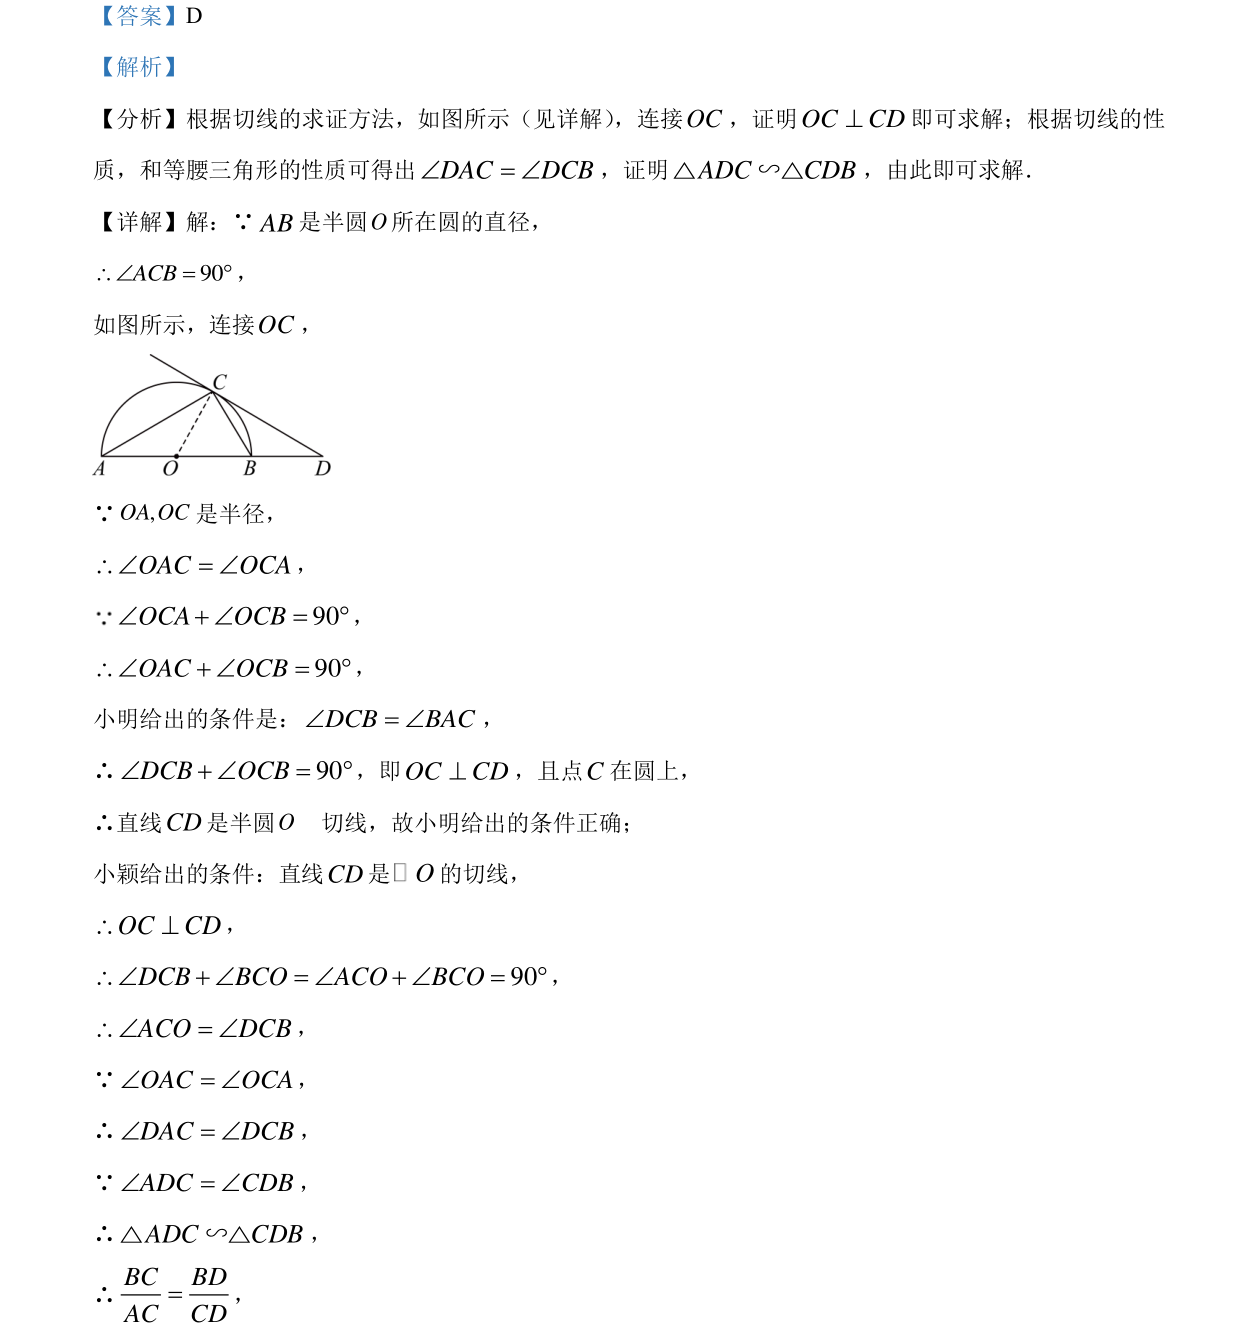 【答案】D
【解析】
【分析】根据切线的求证方法，如图所示（见详解），连接OC，证明OC⊥CD即可求解；根据切线的性
质，和等腰三角形的性质可得出∠DAC=∠DCB，证明△ADC∽△CDB，由此即可求解．
【详解】解：∵AB是半圆O所在圆的直径，
∴∠ACB=90°，
如图所示，连接OC，
C
A O B D
∵OA,OC是半径，
∴∠OAC=∠OCA，
∵∠OCA+∠OCB=90°，
∴∠OAC+∠OCB=90°，
小明给出的条件是：∠DCB=∠BAC，
∴∠DCB+∠OCB=90°，即OC⊥CD，且点C在圆上，
∴直线CD是半圆O 切线，故小明给出的条件正确；
小颖给出的条件：直线CD是□ O的切线，
∴OC⊥CD，
∴∠DCB+∠BCO=∠ACO+∠BCO=90°，
∴∠ACO=∠DCB，
∵∠OAC=∠OCA，
∴∠DAC=∠DCB，
∵∠ADC=∠CDB，
∴△ADC∽△CDB，
∴BC/AC=BD/CD，